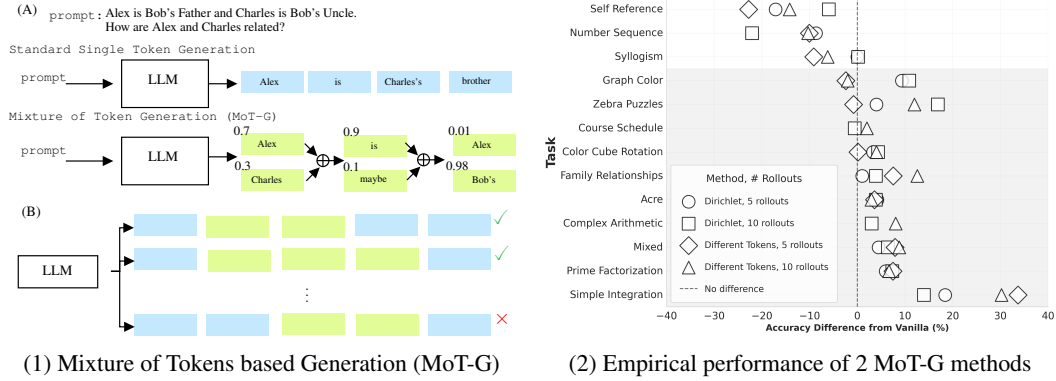 (A)
prompt: Alex is Bob's Father and Charles is Bob's Uncle.
How are Alex and Charles related?
Standard Single Token Generation
prompt
LLM
Alex
is
Charles's
brother
Mixture of Token Generation (MoT-G)
prompt
LLM
0.7
Alex
0.3
Charles
0.9
is
0.1
maybe
0.01
Alex
0.98
Bob's
(B)
LLM
(1) Mixture of Tokens based Generation (MoT-G)
Task
Self Reference
Number Sequence
Syllogism
Graph Color
Zebra Puzzles
Course Schedule
Color Cube Rotation
Family Relationships
Acre
Complex Arithmetic
Mixed
Prime Factorization
Simple Integration
Method, # Rollouts
Dirichlet, 5 rollouts
Dirichlet, 10 rollouts
Different Tokens, 5 rollouts
Different Tokens, 10 rollouts
No difference
−40 −30 −20 −10 0 10 20 30 40
Accuracy Difference from Vanilla (%)
(2) Empirical performance of 2 MoT-G methods